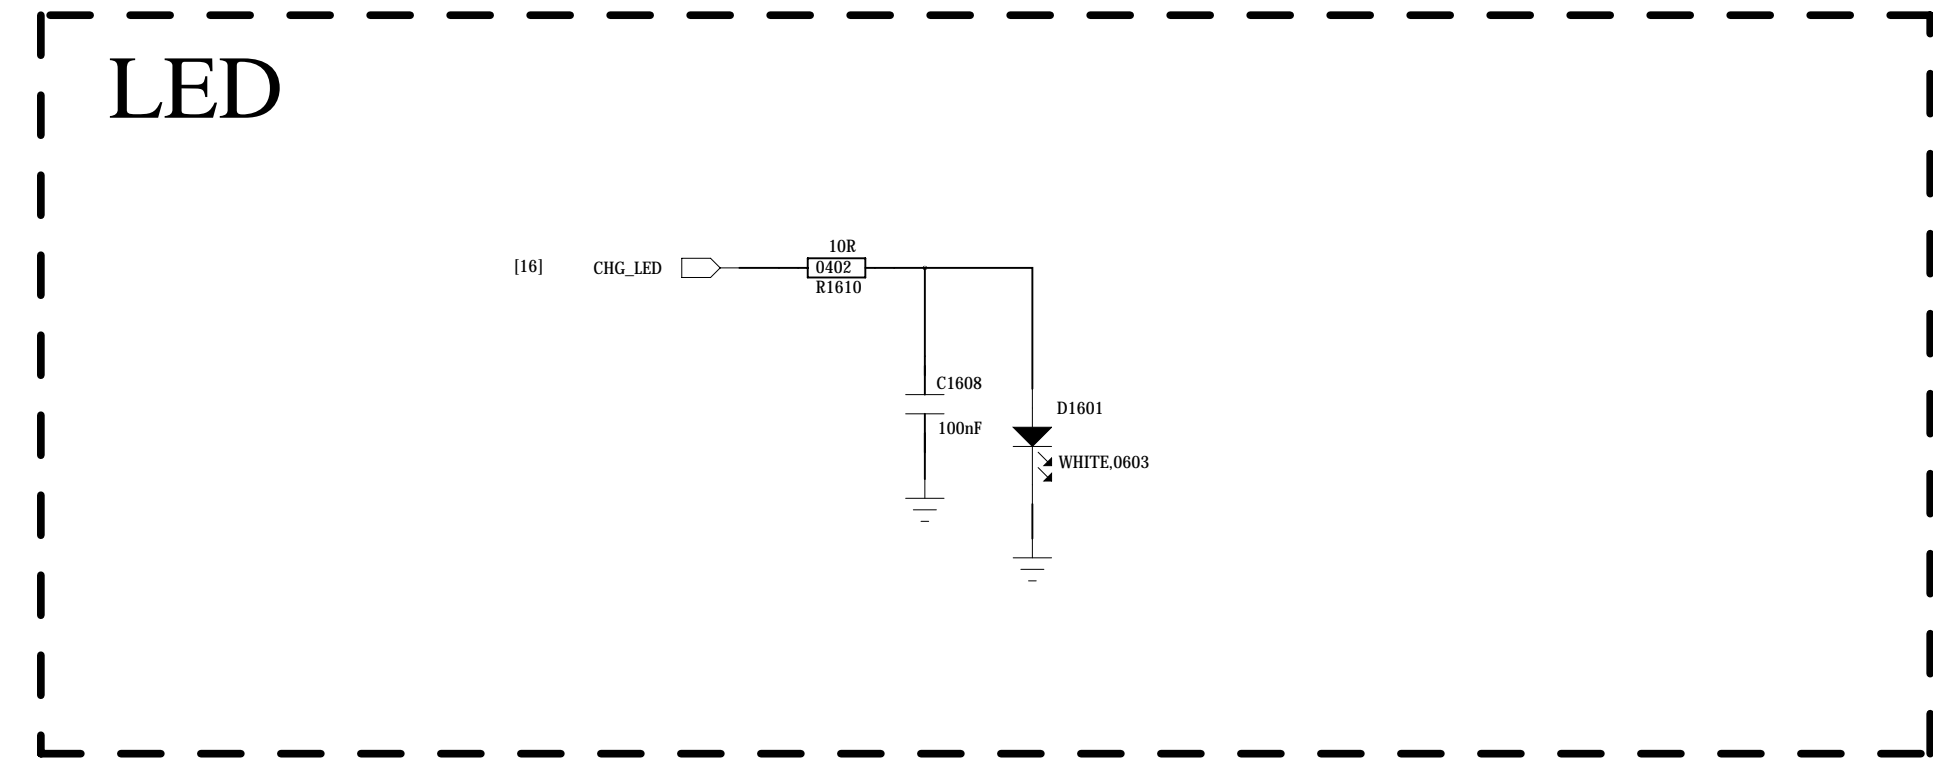 LED
10R
[16] CHG_LED 0402
R1610
C1608
100nF
D1601
WHITE,0603